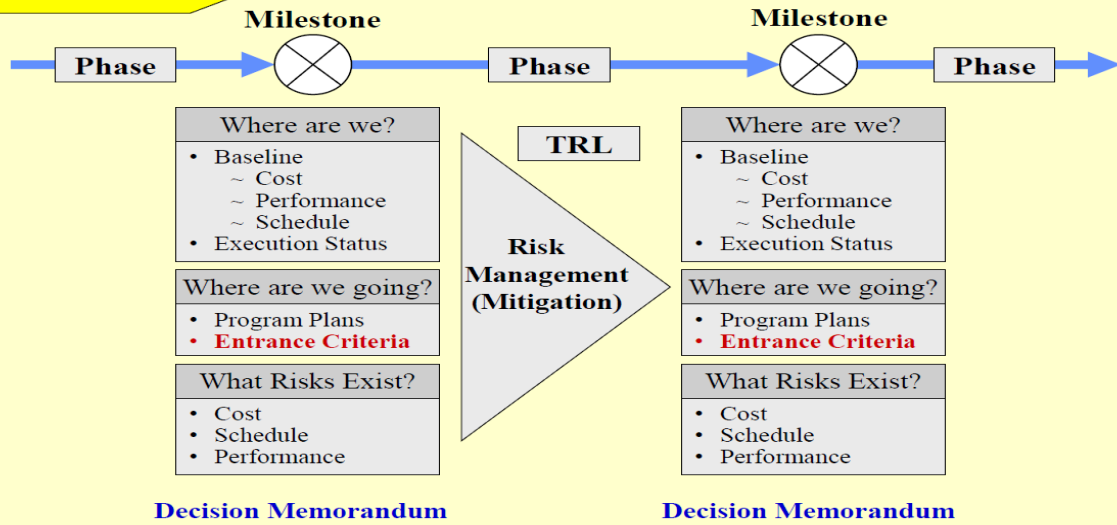 Milestone
Milestone
Phase
Phase
Phase
Where are we?
• Baseline
~ Cost
~ Performance
~ Schedule
• Execution Status
Where are we going?
• Program Plans
• Entrance Criteria
What Risks Exist?
• Cost
• Schedule
• Performance
Decision Memorandum
TRL
Risk
Management
(Mitigation)
Where are we?
• Baseline
~ Cost
~ Performance
~ Schedule
• Execution Status
Where are we going?
• Program Plans
• Entrance Criteria
What Risks Exist?
• Cost
• Schedule
• Performance
Decision Memorandum